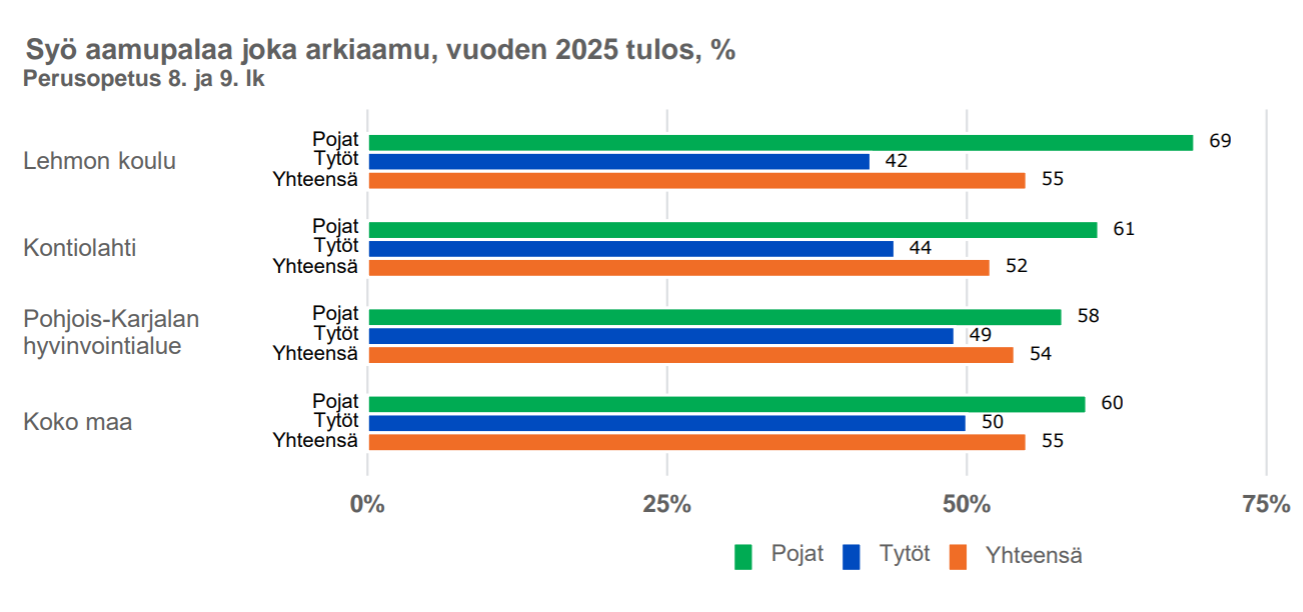 Syö aamupalaa joka arkiaamu, vuoden 2025 tulos, %
Perusopetus 8. ja 9. lk
Lehmon koulu
Pojat 69
Tytöt 42
Yhteensä 55
Kontiolahti
Pojat 61
Tytöt 44
Yhteensä 52
Pohjois-Karjalan
hyvinvointialue
Pojat 58
Tytöt 49
Yhteensä 54
Koko maa
Pojat 60
Tytöt 50
Yhteensä 55
0% 25% 50% 75%
Pojat Tytöt Yhteensä